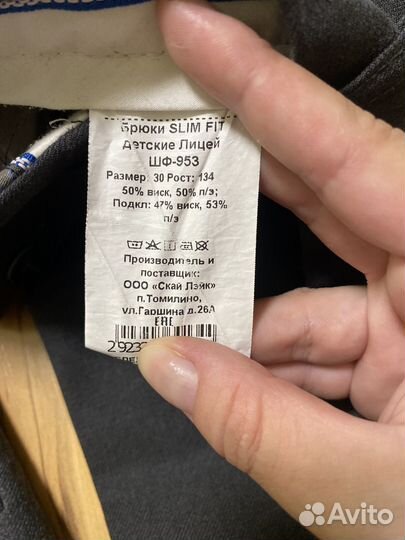 Брюки SLIM FIT
детские Лицей
ШФ-953
Размер: 30 Рост: 134
50% виск, 50% п/э;
Подкл: 47% виск, 53%
п/э
Производитель и
поставщик:
ООО «Скай Лэйк»
п.Томилино,
ул.Гаршина д.26А
EAC
Avito